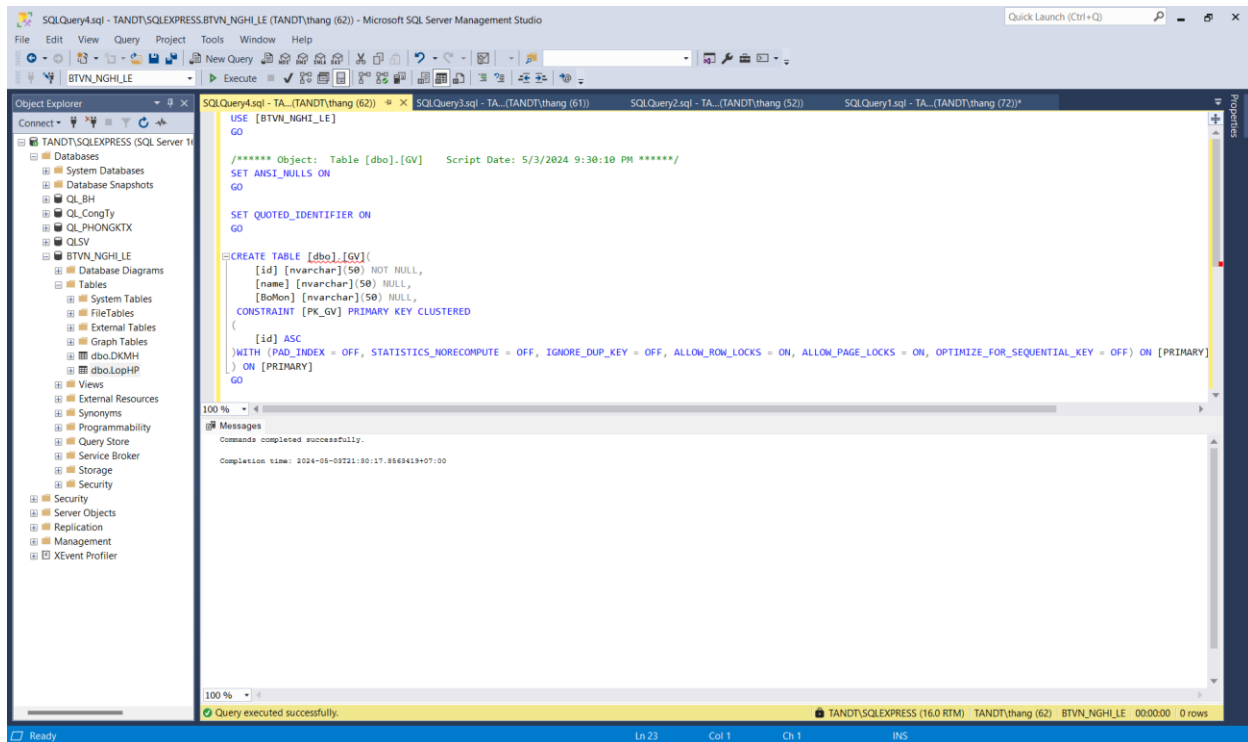 SQLQuery4.sql - TANDT\SQLEXPRESS.BTVN_NGHI_LE (TANDT\thang (62)) - Microsoft SQL Server Management Studio
Quick Launch (Ctrl+Q)
File Edit View Query Project Tools Window Help
New Query
BTVN_NGHI_LE
Execute
Object Explorer
SQLQuery4.sql - TA...(TANDT\thang (62)) SQLQuery3.sql - TA...(TANDT\thang (61)) SQLQuery2.sql - TA...(TANDT\thang (52)) SQLQuery1.sql - TA...(TANDT\thang (72))*
Properties
Connect
TANDT\SQLEXPRESS (SQL Server 16
Databases
System Databases
Database Snapshots
QL_BH
QL_CongTy
QL_PHONGKTX
QLSV
BTVN_NGHI_LE
Database Diagrams
Tables
System Tables
FileTables
External Tables
Graph Tables
dbo.DKMH
dbo.LopHP
Views
External Resources
Synonyms
Programmability
Query Store
Service Broker
Storage
Security
Security
Server Objects
Replication
Management
XEvent Profiler
USE [BTVN_NGHI_LE]
GO
/****** Object: Table [dbo].[GV] Script Date: 5/3/2024 9:30:10 PM ******/
SET ANSI_NULLS ON
GO
SET QUOTED_IDENTIFIER ON
GO
CREATE TABLE [dbo].[GV](
[id] [nvarchar](50) NOT NULL,
[name] [nvarchar](50) NULL,
[BoMon] [nvarchar](50) NULL,
CONSTRAINT [PK_GV] PRIMARY KEY CLUSTERED
(
[id] ASC
)WITH (PAD_INDEX = OFF, STATISTICS_NORECOMPUTE = OFF, IGNORE_DUP_KEY = OFF, ALLOW_ROW_LOCKS = ON, ALLOW_PAGE_LOCKS = ON, OPTIMIZE_FOR_SEQUENTIAL_KEY = OFF) ON [PRIMARY]
) ON [PRIMARY]
GO
100 %
Messages
Commands completed successfully.
Completion time: 2024-05-03T21:30:17.8563419+07:00
100 %
Query executed successfully.
TANDT\SQLEXPRESS (16.0 RTM) TANDT\thang (62) BTVN_NGHI_LE 00:00:00 0 rows
Ready Ln 23 Col 1 Ch 1 INS